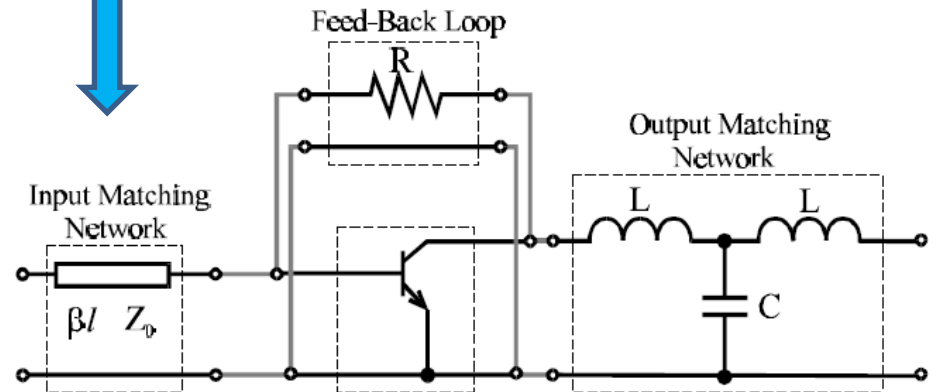 Feed-Back Loop
R
Output Matching
Network
Input Matching
Network
L
L
βl Z₀
C